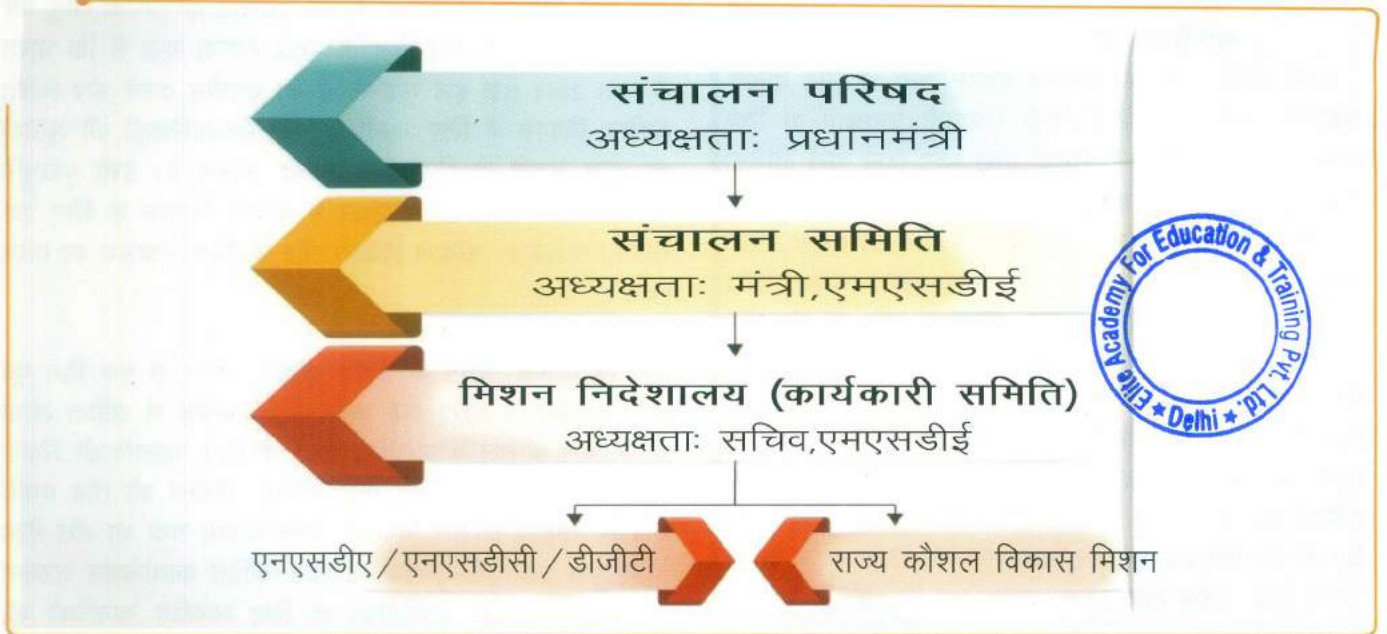 संचालन परिषद
अध्यक्षताः प्रधानमंत्री
संचालन समिति
अध्यक्षताः मंत्री,एमएसडीई
मिशन निदेशालय (कार्यकारी समिति)
अध्यक्षताः सचिव,एमएसडीई
एनएसडीए/एनएसडीसी/डीजीटी
राज्य कौशल विकास मिशन
Elite Academy For Education & Training Pvt. Ltd.
★ Delhi ★